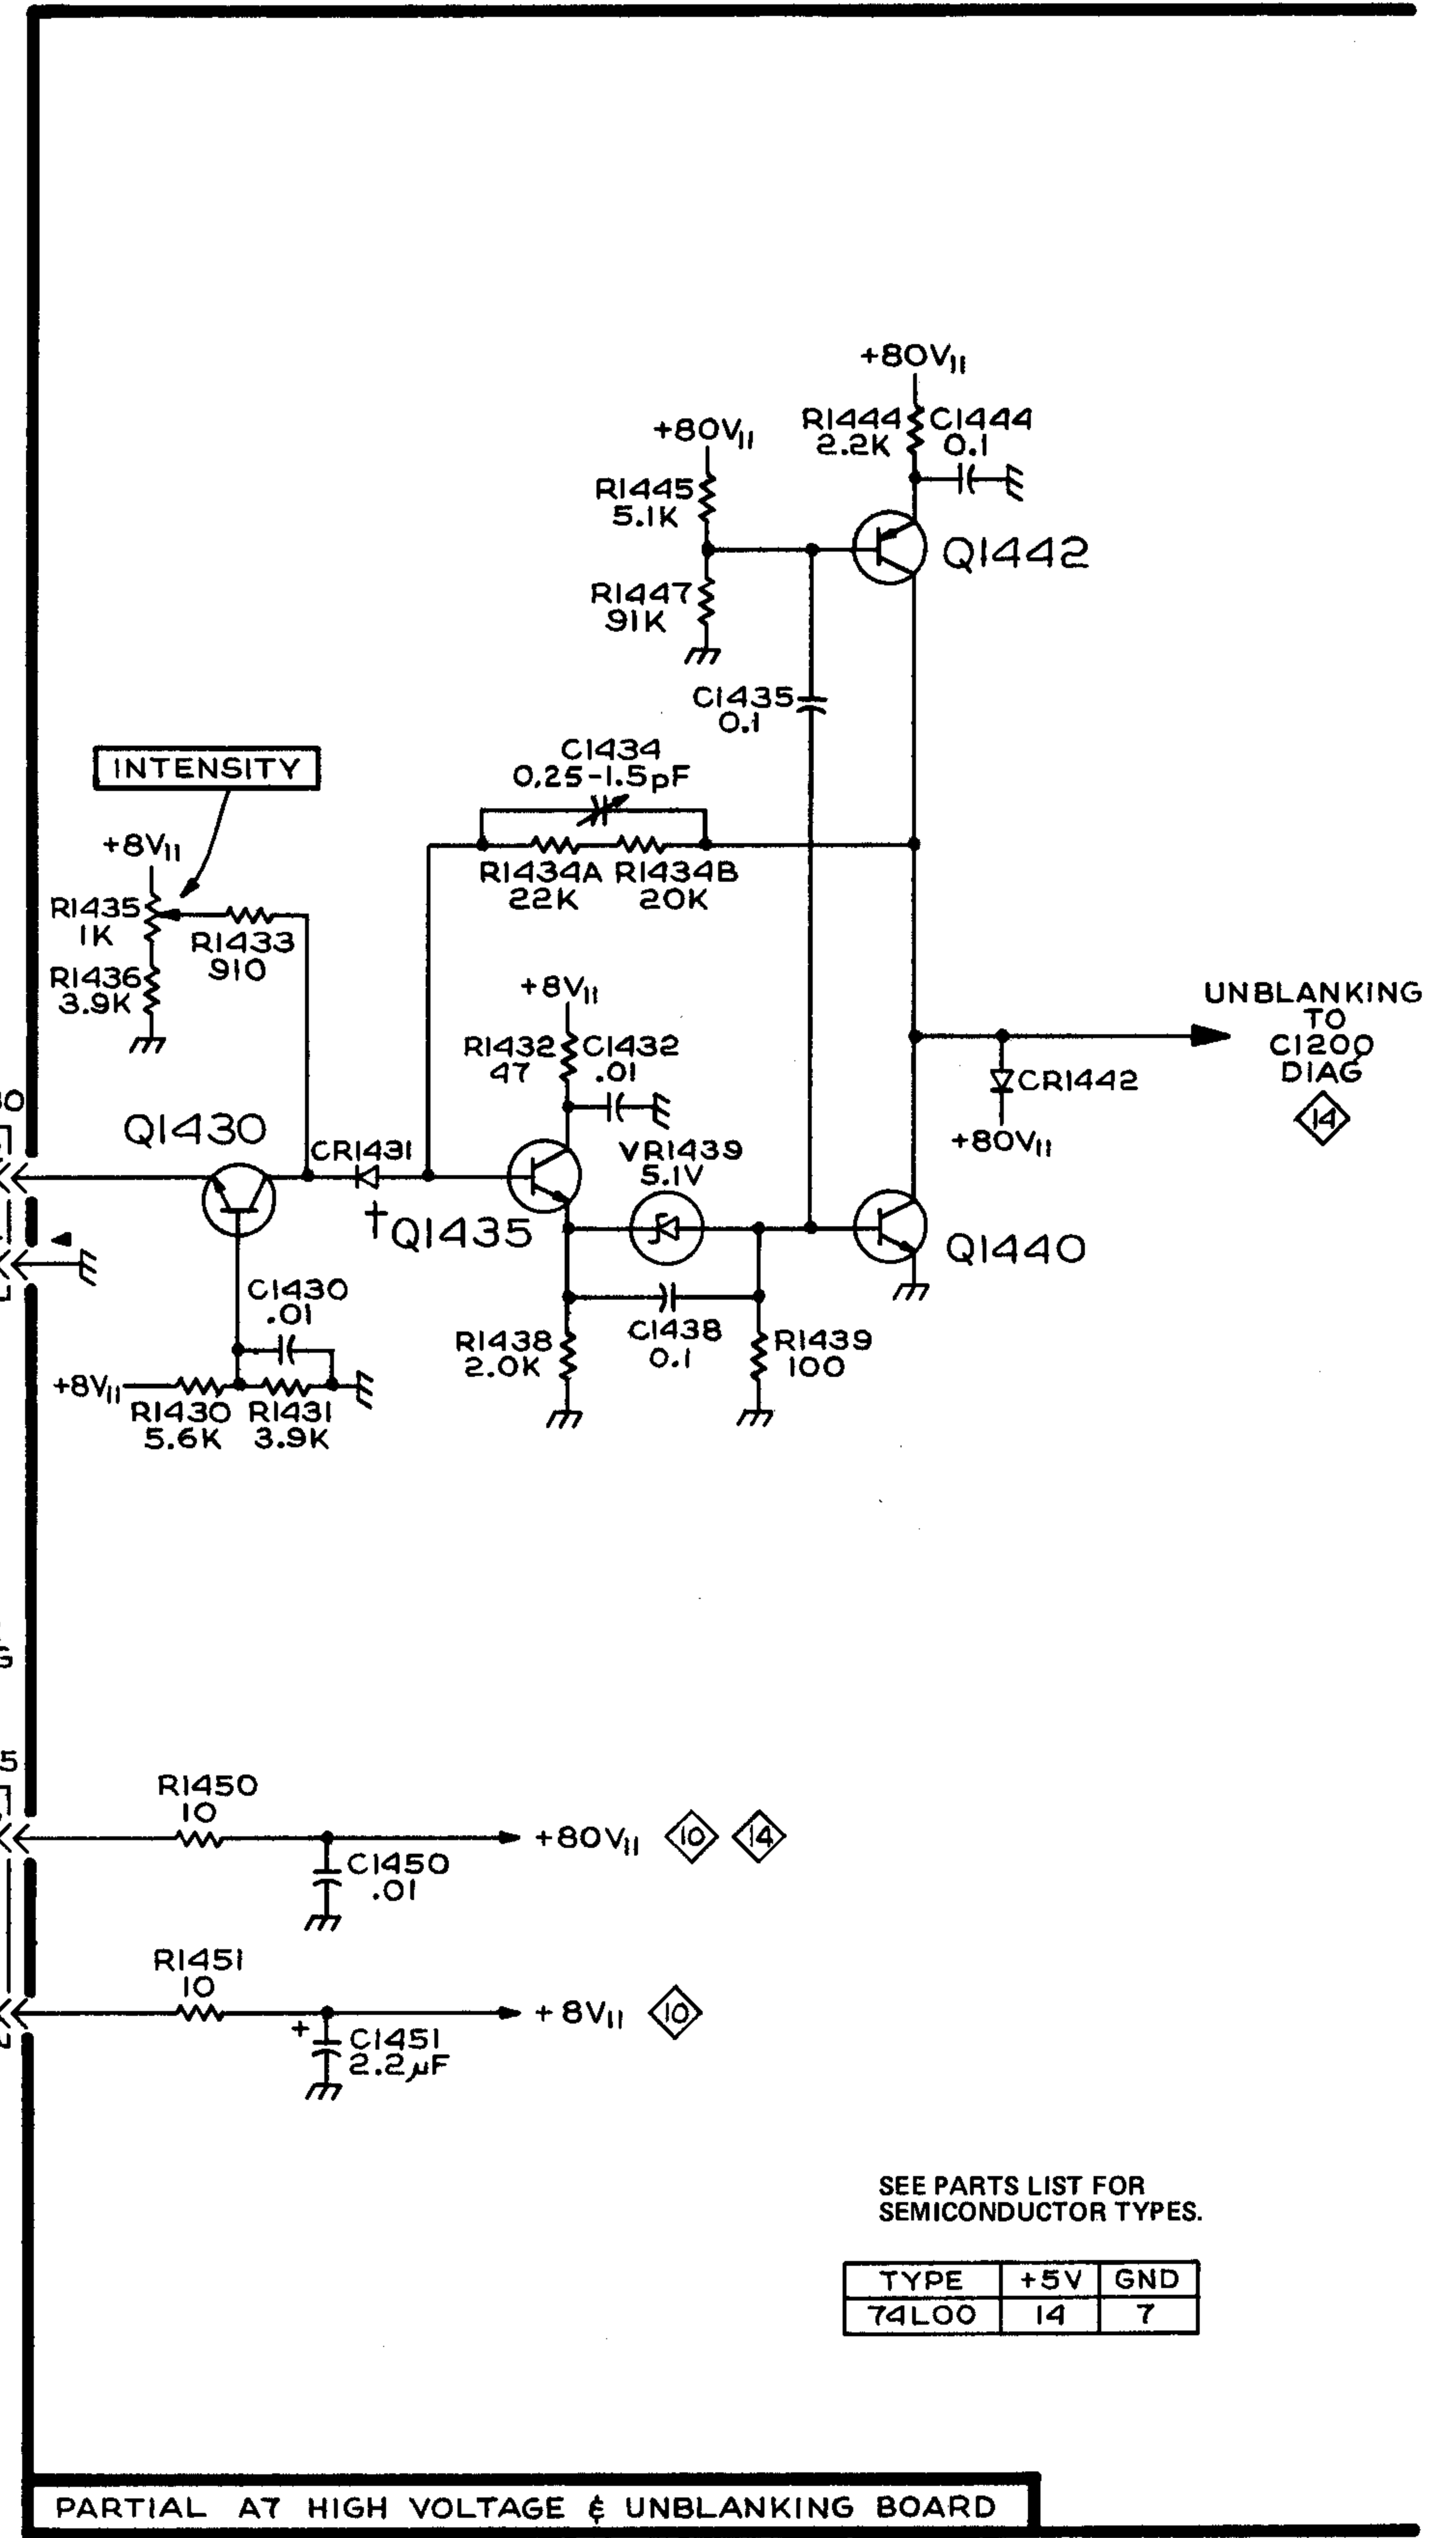 +80V11
R1444
2.2K
C1444
0.1
+80V11
R1445
5.1K
Q1442
R1447
91K
C1435
0.1
C1434
0.25-1.5pF
INTENSITY
+8V11
R1434A
22K
R1434B
20K
R1435
1K
R1433
910
R1436
3.9K
+8V11
UNBLANKING
TO
C1200
DIAG
14
R1432
47
C1432
.01
CR1442
+80V11
Q1430
CR1431
VR1439
5.1V
†Q1435
Q1440
C1430
.01
R1438
2.0K
C1438
0.1
R1439
100
+8V11
R1430
5.6K
R1431
3.9K
5
R1450
10
+80V11 10 14
C1450
.01
R1451
10
+8V11 10
+
C1451
2.2µF
SEE PARTS LIST FOR
SEMICONDUCTOR TYPES.
TYPE +5V GND
74L00 14 7
PARTIAL A7 HIGH VOLTAGE & UNBLANKING BOARD